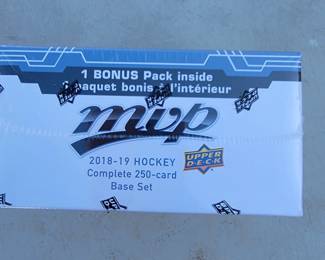 1 BONUS Pack inside
paquet bonis à l'intérieur
mvp
2018-19 HOCKEY
Complete 250-card
Base Set
UPPER
DECK